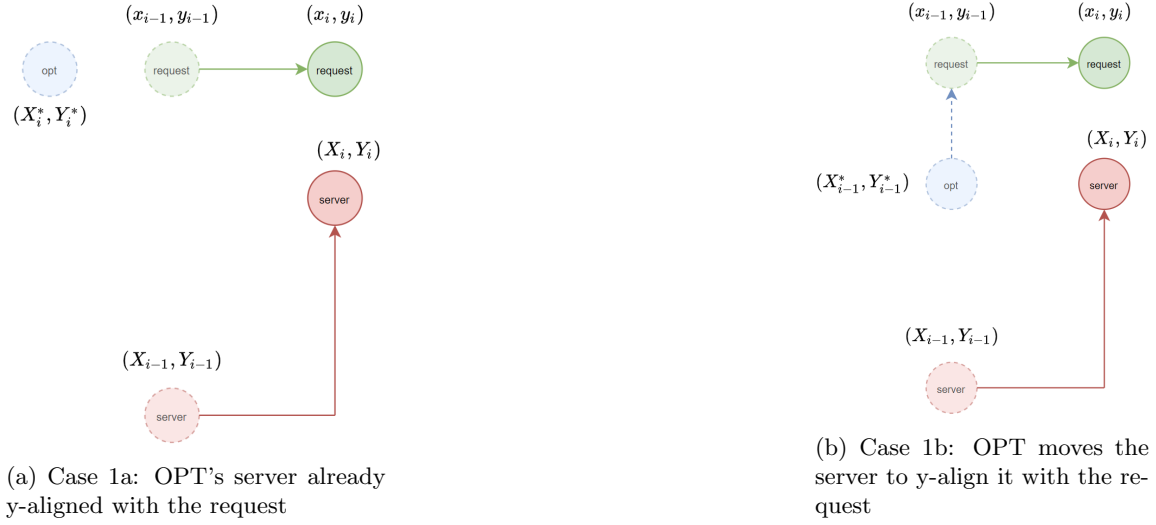 (x_{i−1}, y_{i−1})
(x_i, y_i)
opt
request
request
(X_i^*, Y_i^*)
(X_i, Y_i)
server
(X_{i−1}, Y_{i−1})
server
(a) Case 1a: OPT's server already
y-aligned with the request
(x_{i−1}, y_{i−1})
(x_i, y_i)
request
request
(X_i, Y_i)
(X_{i−1}^*, Y_{i−1}^*)
opt
server
(X_{i−1}, Y_{i−1})
server
(b) Case 1b: OPT moves the
server to y-align it with the re-
quest